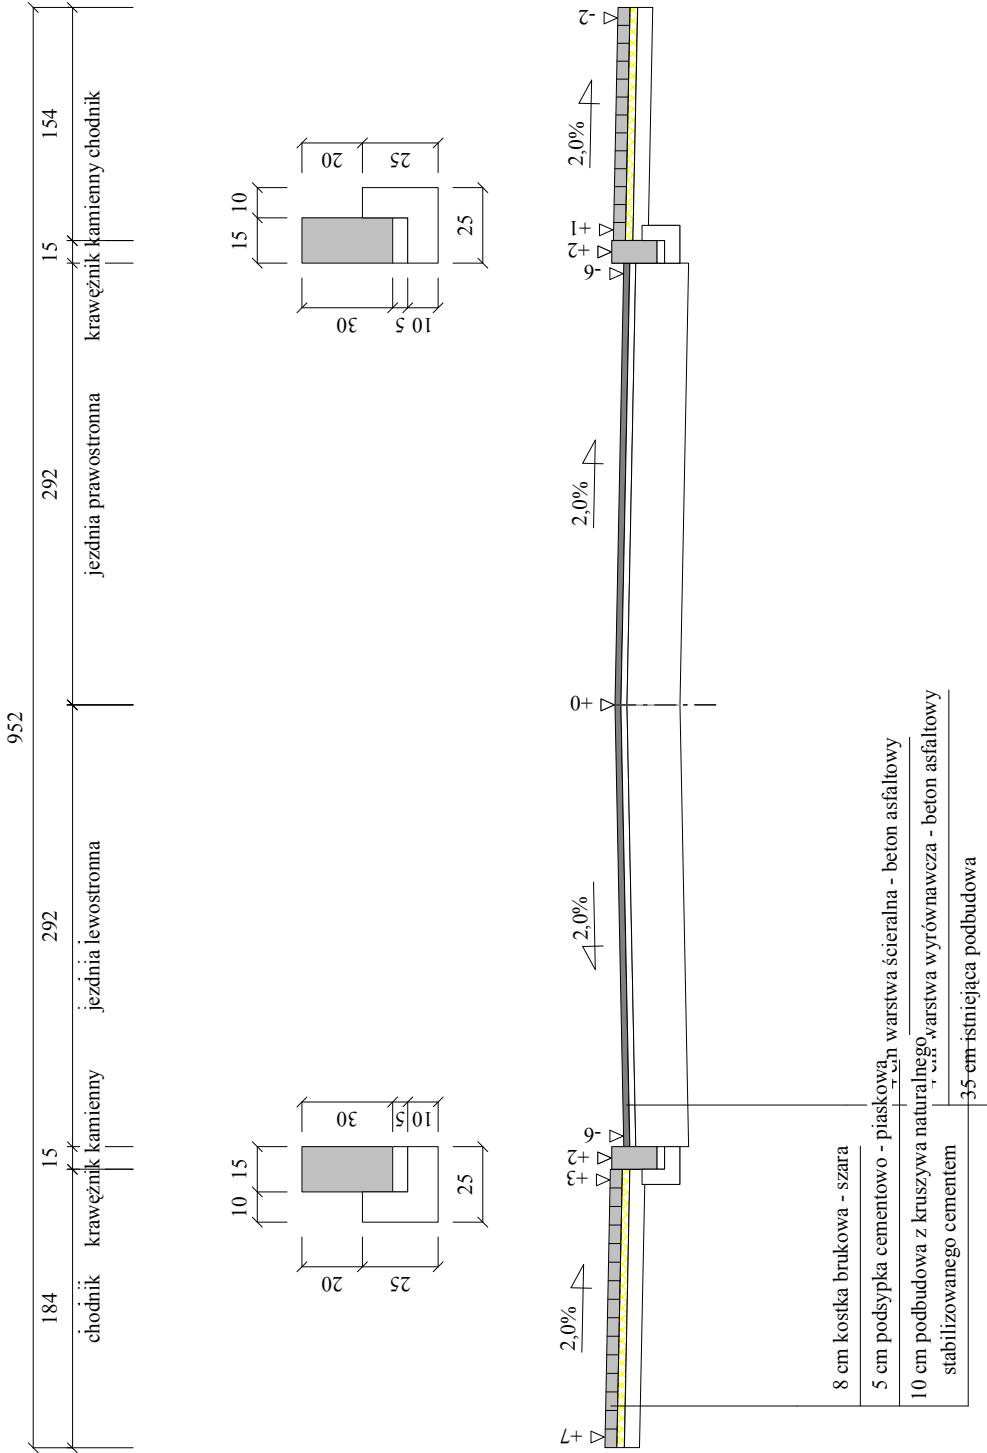 952
184
15
292
292
15
154
chodnik
krawężnik kamienny
jezdnia lewostronna
jezdnia prawostronna
krawężnik kamienny
chodnik
10
15
20
25
30
5
10
25
15
10
30
5
10
20
25
25
+7
2,0%
+3
+2
-6
2,0%
+0
2,0%
-6
+2
+1
2,0%
-2
8 cm kostka brukowa - szara
5 cm podsypka cementowo - piaskowa
10 cm podbudowa z kruszywa naturalnego
stabilizowanego cementem
cm warstwa ścieralna - beton asfaltowy
cm warstwa wyrównawcza - beton asfaltowy
35 cm istniejąca podbudowa